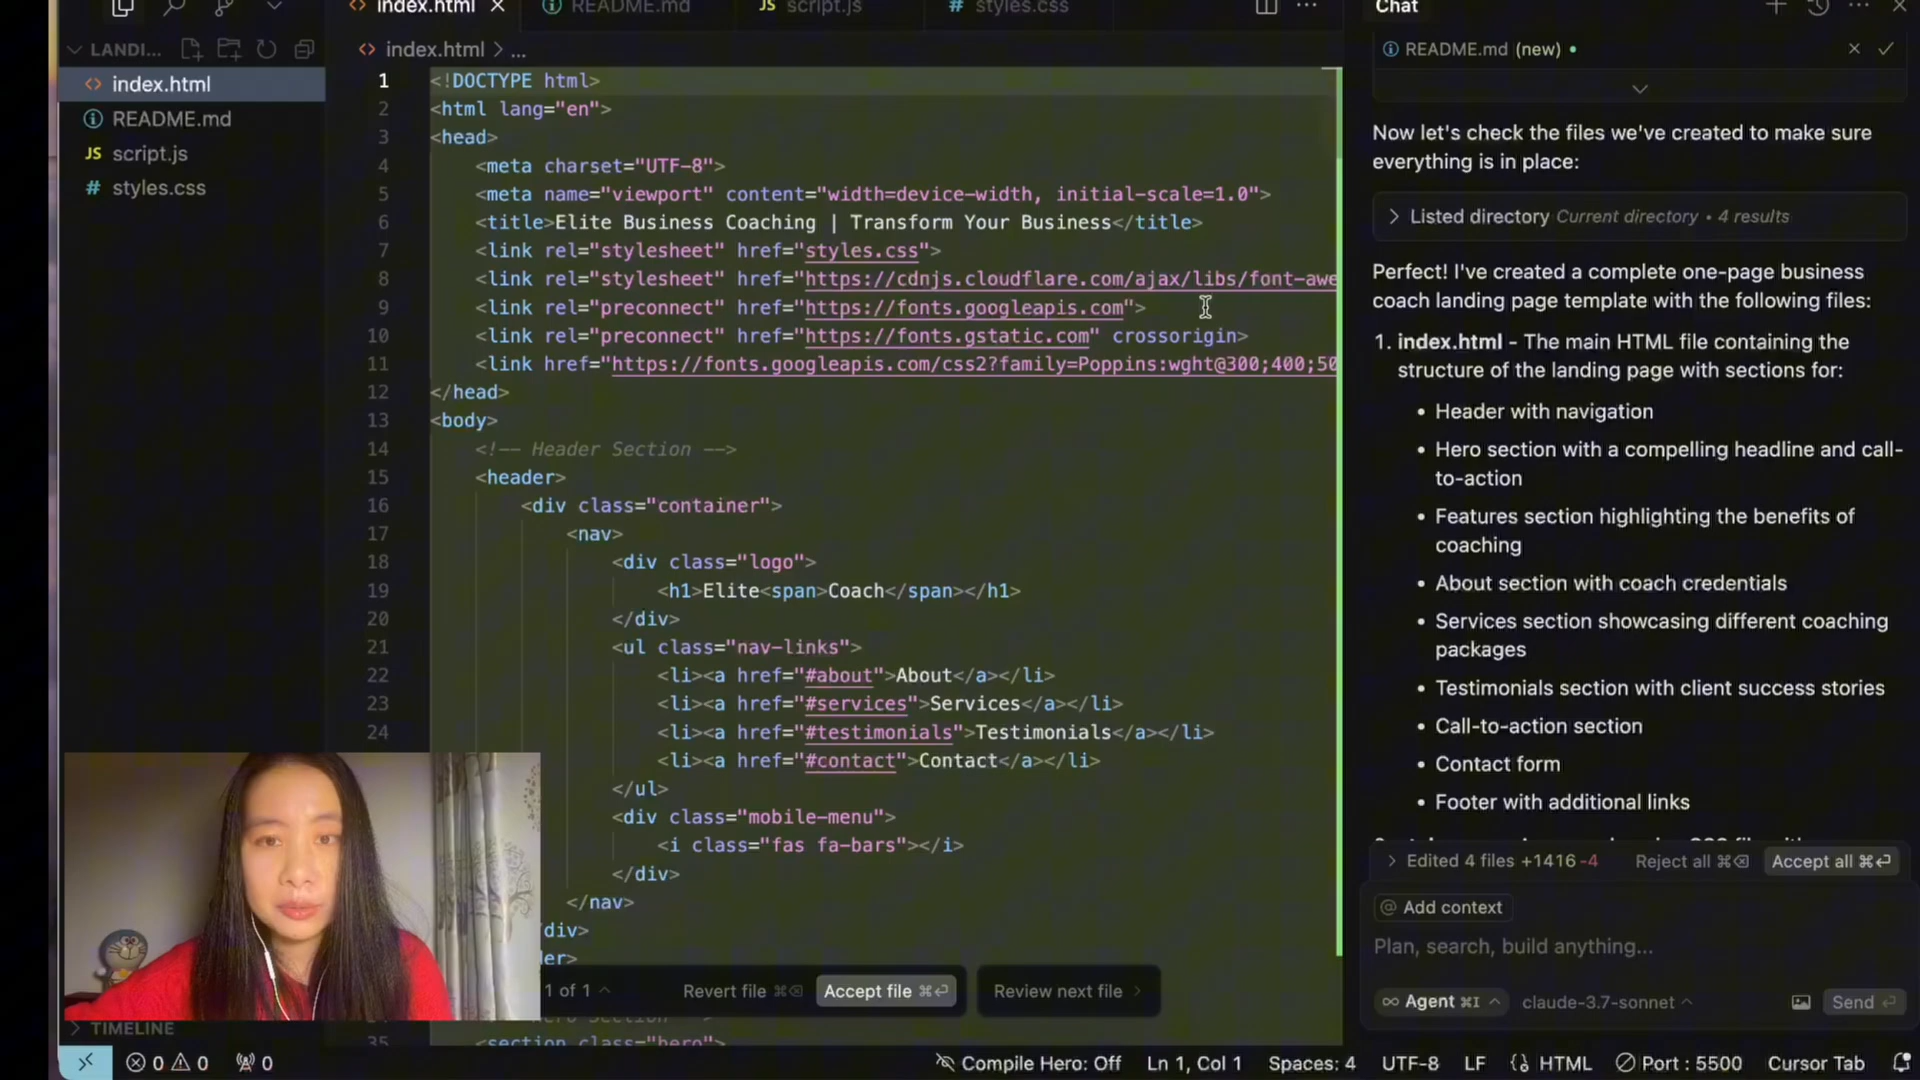 index.html
README.md
script.js
styles.css
Chat
LANDI...
index.html > ...
README.md (new)
index.html
README.md
script.js
styles.css
1 <!DOCTYPE html>
2 <html lang="en">
3 <head>
4 <meta charset="UTF-8">
5 <meta name="viewport" content="width=device-width, initial-scale=1.0">
6 <title>Elite Business Coaching | Transform Your Business</title>
7 <link rel="stylesheet" href="styles.css">
8 <link rel="stylesheet" href="https://cdnjs.cloudflare.com/ajax/libs/font-awe
9 <link rel="preconnect" href="https://fonts.googleapis.com">
10 <link rel="preconnect" href="https://fonts.gstatic.com" crossorigin>
11 <link href="https://fonts.googleapis.com/css2?family=Poppins:wght@300;400;50
12 </head>
13 <body>
14 <!-- Header Section -->
15 <header>
16 <div class="container">
17 <nav>
18 <div class="logo">
19 <h1>Elite<span>Coach</span></h1>
20 </div>
21 <ul class="nav-links">
22 <li><a href="#about">About</a></li>
23 <li><a href="#services">Services</a></li>
24 <li><a href="#testimonials">Testimonials</a></li>
<li><a href="#contact">Contact</a></li>
</ul>
<div class="mobile-menu">
<i class="fas fa-bars"></i>
</div>
</nav>
/div>
der>
1 of 1
Revert file ⌘⌫
Accept file ⌘⏎
Review next file
35 <section class="hero">
Now let's check the files we've created to make sure
everything is in place:
Listed directory Current directory • 4 results
Perfect! I've created a complete one-page business
coach landing page template with the following files:
1. index.html - The main HTML file containing the
structure of the landing page with sections for:
• Header with navigation
• Hero section with a compelling headline and call-
to-action
• Features section highlighting the benefits of
coaching
• About section with coach credentials
• Services section showcasing different coaching
packages
• Testimonials section with client success stories
• Call-to-action section
• Contact form
• Footer with additional links
Edited 4 files +1416 -4
Reject all ⌘⌫
Accept all ⌘⏎
@ Add context
Plan, search, build anything...
∞ Agent ⌘I
claude-3.7-sonnet
Send ⏎
TIMELINE
0 0 0
Compile Hero: Off
Ln 1, Col 1
Spaces: 4
UTF-8
LF
{} HTML
Port : 5500
Cursor Tab